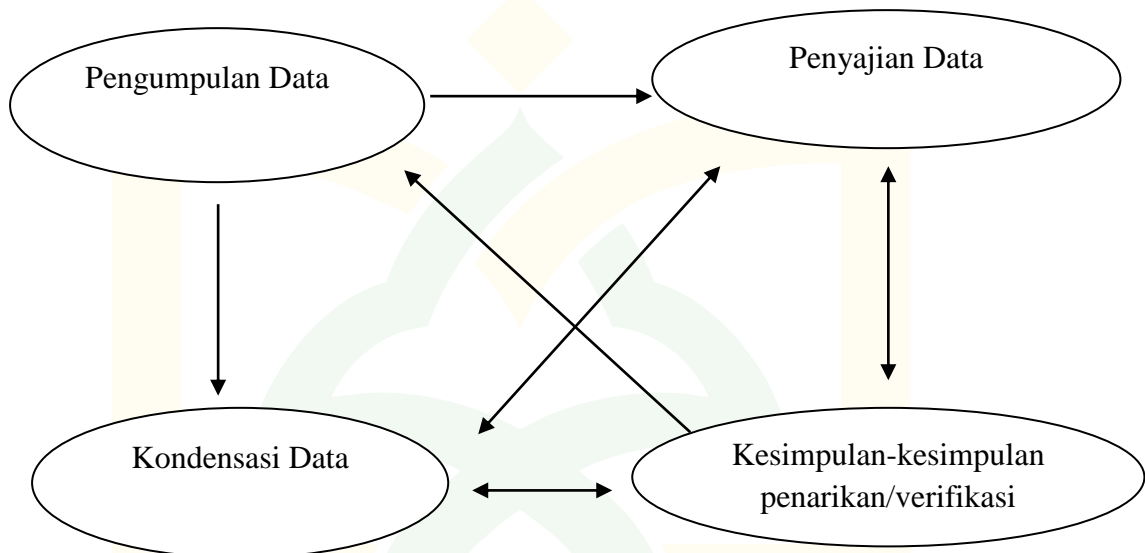 Pengumpulan Data
Penyajian Data
Kondensasi Data
Kesimpulan-kesimpulan
penarikan/verifikasi